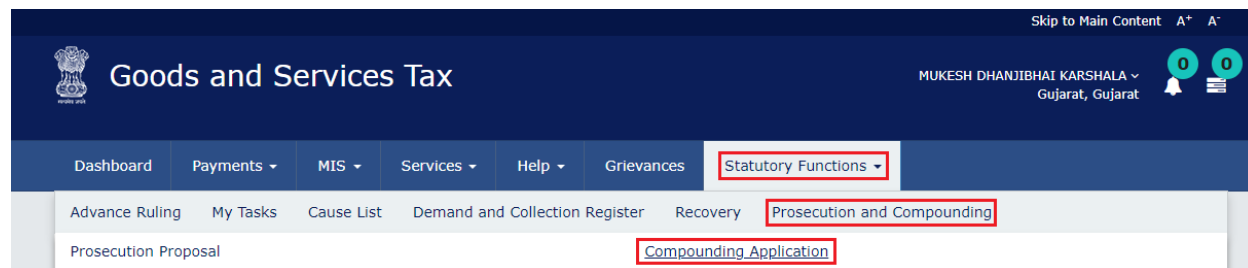 Skip to Main Content A+ A-
Goods and Services Tax
MUKESH DHANJIBHAI KARSHALA
Gujarat, Gujarat
0 0
Dashboard Payments MIS Services Help Grievances Statutory Functions
Advance Ruling My Tasks Cause List Demand and Collection Register Recovery Prosecution and Compounding
Prosecution Proposal Compounding Application